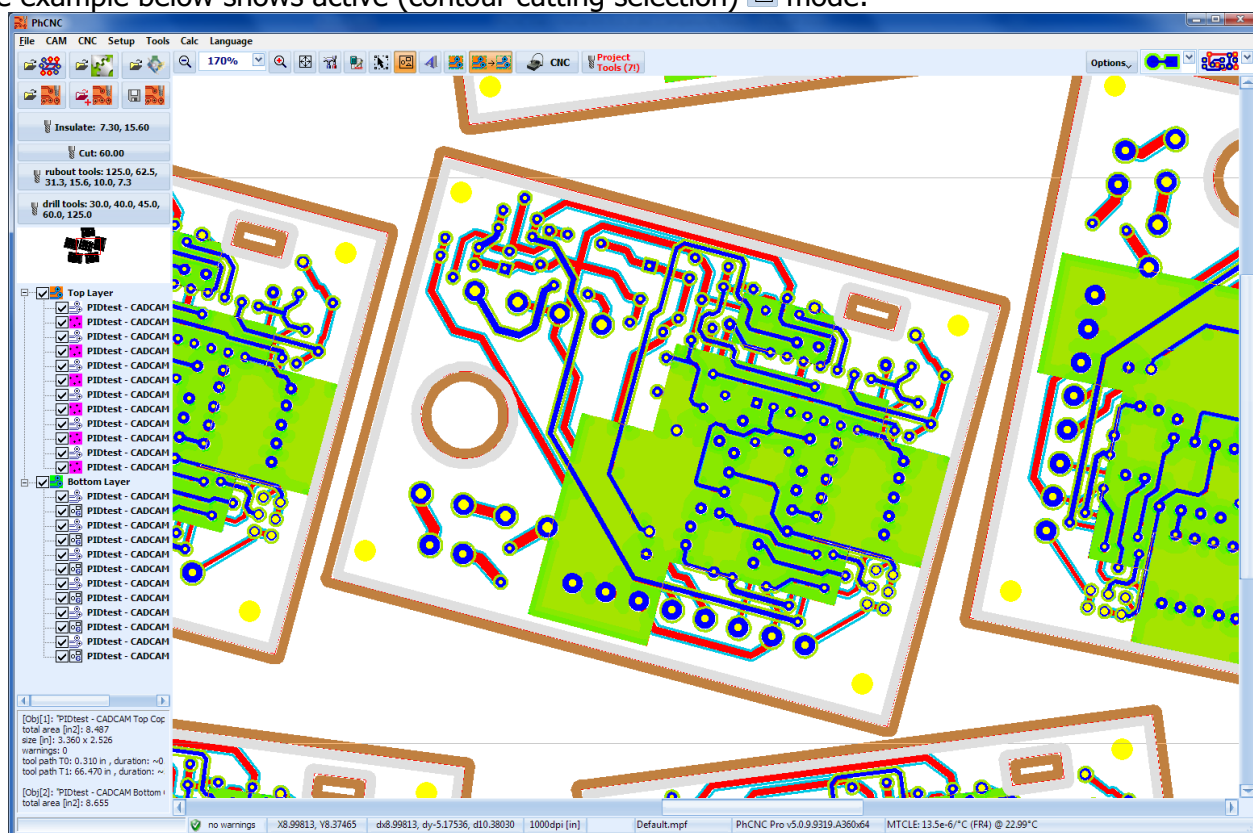 e example below shows active (contour cutting selection) mode.
PhCNC
File CAM CNC Setup Tools Calc Language
170%
CNC
Project
Tools (7!)
Options
Insulate: 7.30, 15.60
Cut: 60.00
rubout tools: 125.0, 62.5,
31.3, 15.6, 10.0, 7.3
drill tools: 30.0, 40.0, 45.0,
60.0, 125.0
Top Layer
PIDtest - CADCAM
PIDtest - CADCAM
PIDtest - CADCAM
PIDtest - CADCAM
PIDtest - CADCAM
PIDtest - CADCAM
PIDtest - CADCAM
PIDtest - CADCAM
PIDtest - CADCAM
PIDtest - CADCAM
PIDtest - CADCAM
PIDtest - CADCAM
Bottom Layer
PIDtest - CADCAM
PIDtest - CADCAM
PIDtest - CADCAM
PIDtest - CADCAM
PIDtest - CADCAM
PIDtest - CADCAM
PIDtest - CADCAM
PIDtest - CADCAM
PIDtest - CADCAM
PIDtest - CADCAM
PIDtest - CADCAM
PIDtest - CADCAM
[Obj[1]: "PIDtest - CADCAM Top Cop
total area [in2]: 8.487
size [in]: 3.360 x 2.526
warnings: 0
tool path T0: 0.310 in , duration: ~0
tool path T1: 66.470 in , duration: ~
[Obj[2]: "PIDtest - CADCAM Bottom
total area [in2]: 8.655
no warnings X8.99813, Y8.37465 dx8.99813, dy-5.17536, d10.38030 1000dpi [in] Default.mpf PhCNC Pro v5.0.9.9319.A360x64 MTCLE: 13.5e-6/°C (FR4) @ 22.99°C